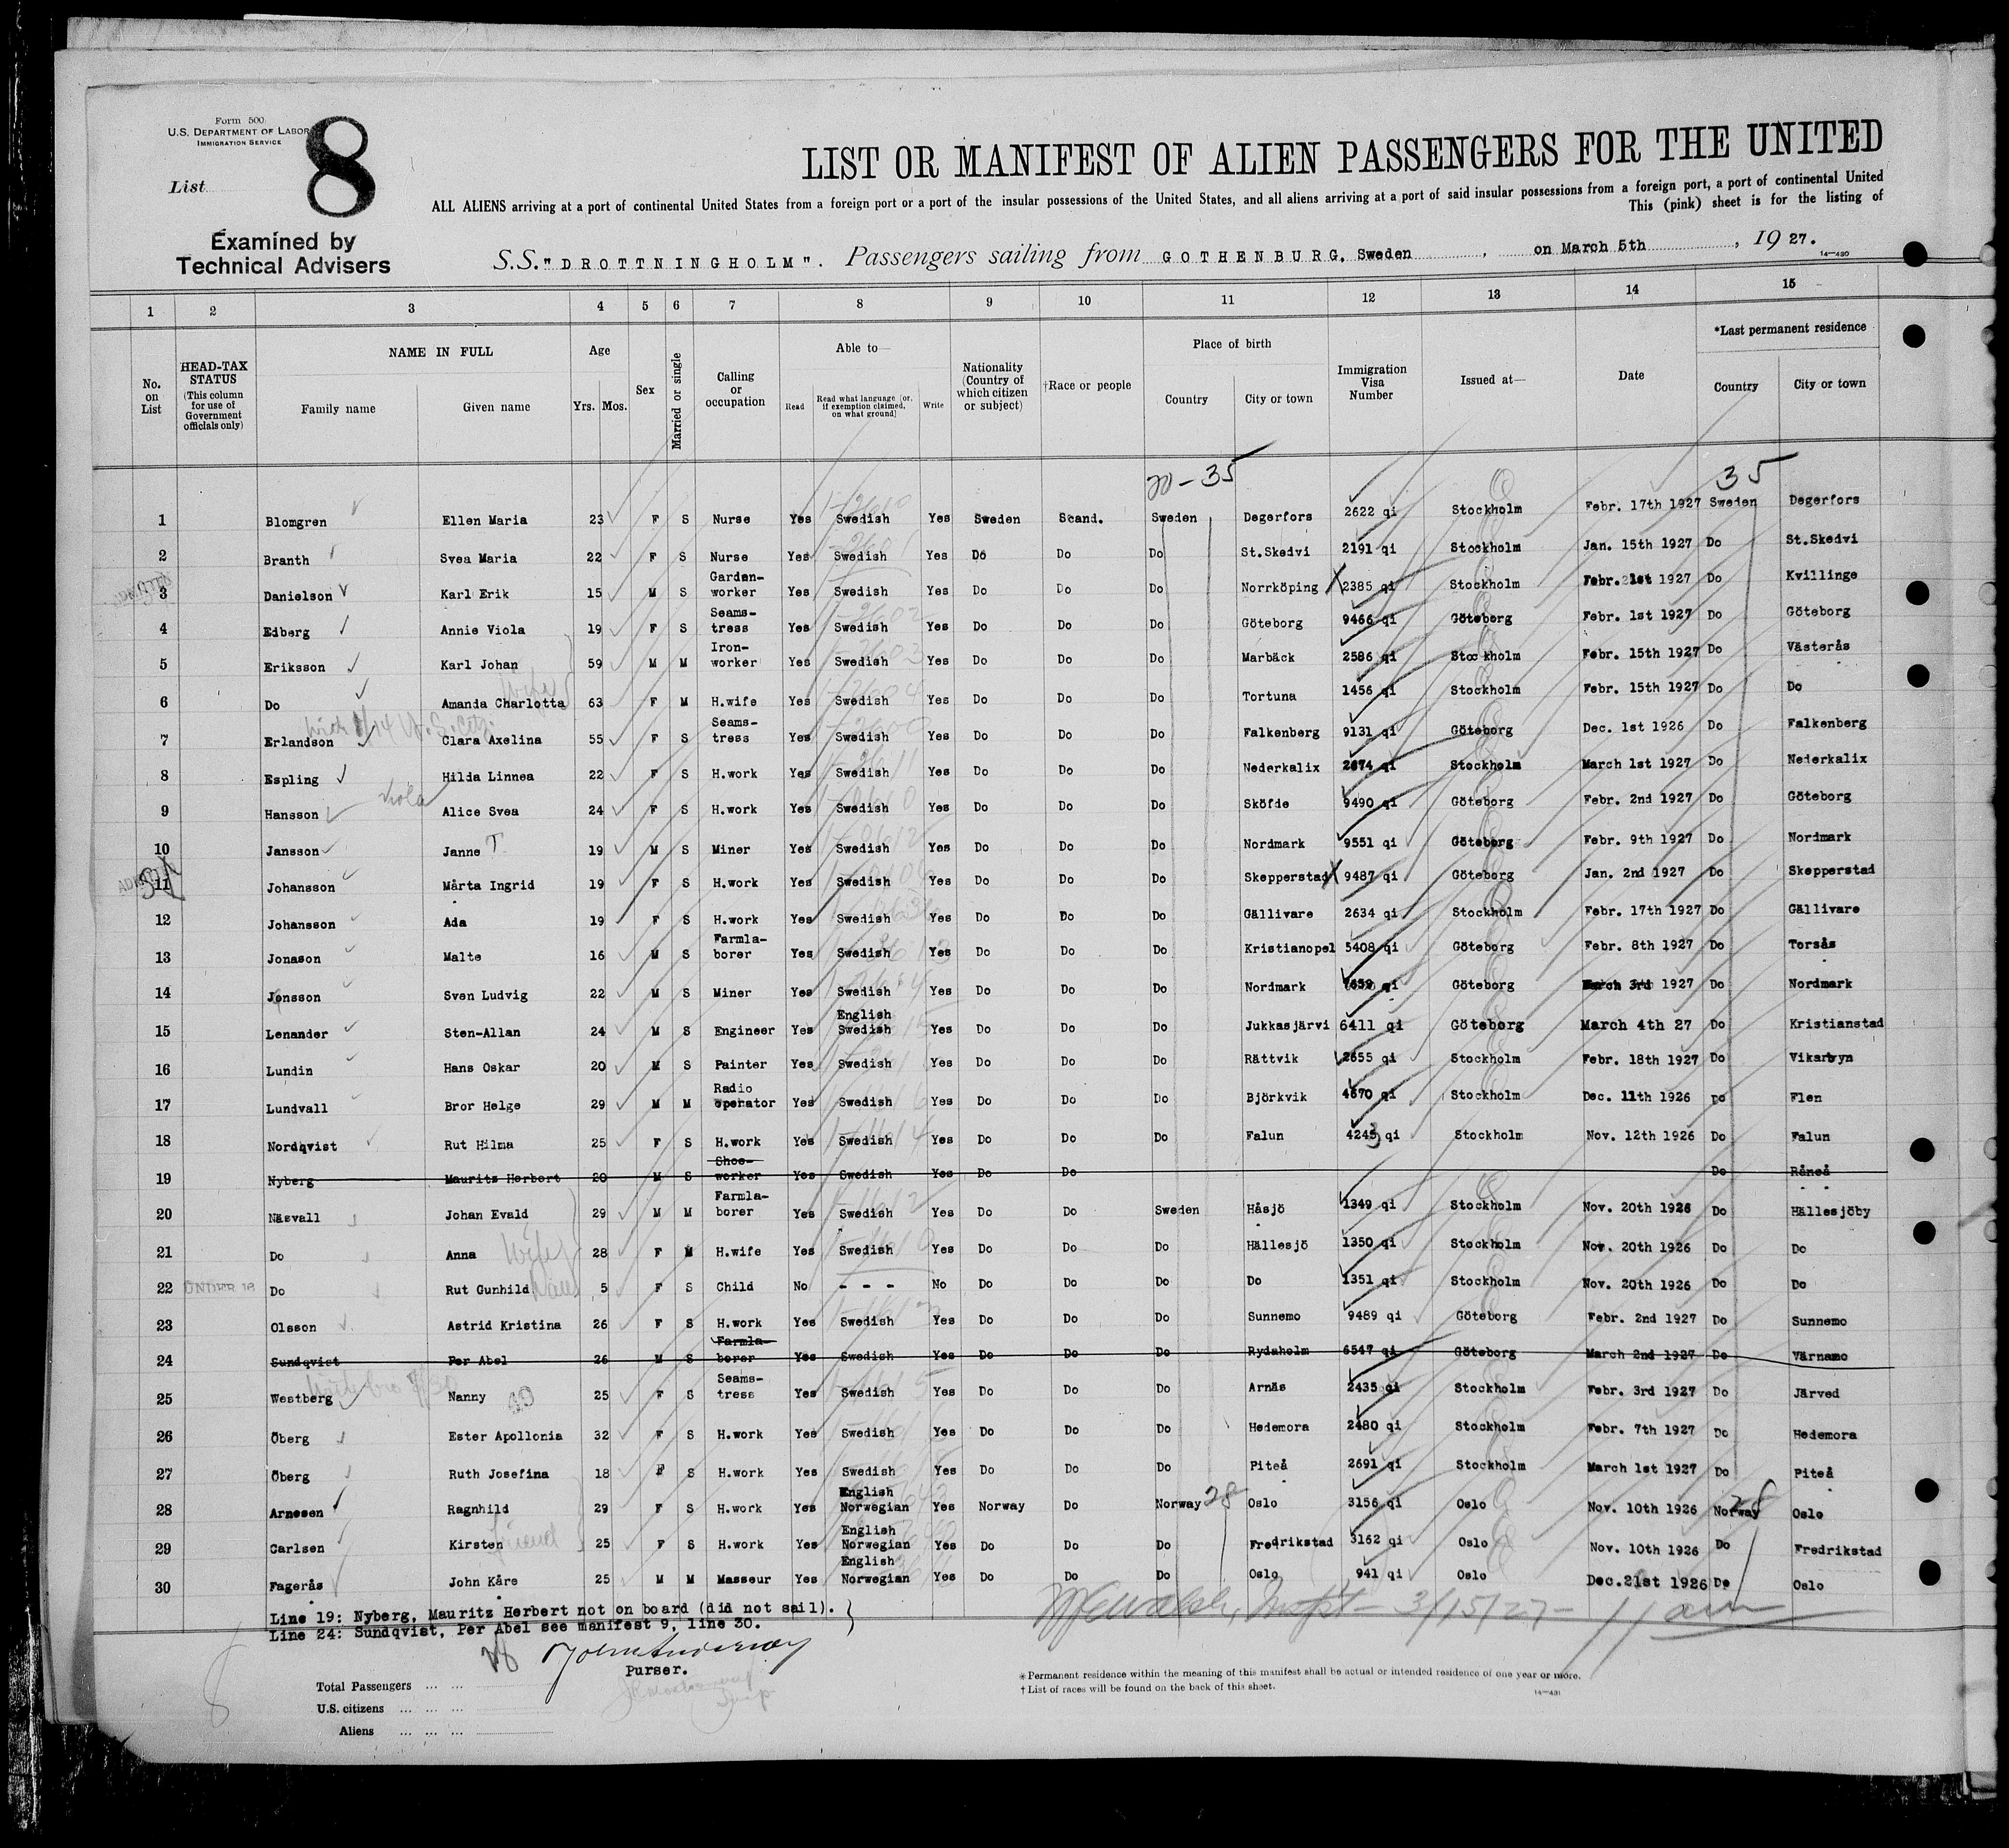 Form 500
U.S. DEPARTMENT OF LABOR
IMMIGRATION SERVICE
List 8
Examined by
Technical Advisers
LIST OR MANIFEST OF ALIEN PASSENGERS FOR THE UNITED
ALL ALIENS arriving at a port of continental United States from a foreign port or a port of the insular possessions of the United States, and all aliens arriving at a port of said insular possessions from a foreign port, a port of continental United
This (pink) sheet is for the listing of
S.S. "DROTTNINGHOLM". Passengers sailing from GOTHENBURG, Sweden, on March 5th, 1927.
14—430
1 2 3 4 5 6 7 8 9 10 11 12 13 14 15
No. on List
HEAD-TAX STATUS (This column for use of Government officials only)
NAME IN FULL
Family name Given name
Age
Yrs. Mos.
Sex
Married or single
Calling or occupation
Able to—
Read Read what language (or, if exemption claimed, on what ground) Write
Nationality (Country of which citizen or subject)
†Race or people
Place of birth
Country City or town
Immigration Visa Number
Issued at—
Date
*Last permanent residence
Country City or town
35 35
1 Blomgren Ellen Maria 23 F S Nurse Yes Swedish Yes Sweden Scand. Sweden Degerfors 2622 qi Stockholm Febr. 17th 1927 Sweden Degerfors
2 Branth Svea Maria 22 F S Nurse Yes Swedish Yes Do Do Do St.Skedvi 2191 qi Stockholm Jan. 15th 1927 Do St.Skedvi
3 Danielson Karl Erik 15 M S Garden-worker Yes Swedish Yes Do Do Do Norrköping 2385 qi Stockholm Febr. 21st 1927 Do Kvillinge
4 Edberg Annie Viola 19 F S Seams-tress Yes Swedish Yes Do Do Do Göteborg 9466 qi Göteborg Febr. 1st 1927 Do Göteborg
5 Eriksson Karl Johan 59 M M Iron-worker Yes Swedish Yes Do Do Do Marbäck 2586 qi Stockholm Febr. 15th 1927 Do Västerås
6 Do Amanda Charlotta wife 63 F M H.wife Yes Swedish Yes Do Do Do Tortuna 1456 qi Stockholm Febr. 15th 1927 Do Do
7 Erlandson Clara Axelina 55 F S Seams-tress Yes Swedish Yes Do Do Do Falkenberg 9131 qi Göteborg Dec. 1st 1926 Do Falkenberg
8 Espling Hilda Linnea 22 F S H.work Yes Swedish Yes Do Do Do Nederkalix 2674 qi Stockholm March 1st 1927 Do Nederkalix
9 Hansson Viola Alice Svea 24 F S H.work Yes Swedish Yes Do Do Do Sköfde 9490 qi Göteborg Febr. 2nd 1927 Do Göteborg
10 Jansson Janne T 19 M S Miner Yes Swedish Yes Do Do Do Nordmark 9551 qi Göteborg Febr. 9th 1927 Do Nordmark
11 Johansson Mårta Ingrid 19 F S H.work Yes Swedish Yes Do Do Do Skepperstad 9487 qi Göteborg Jan. 2nd 1927 Do Skepperstad
12 Johansson Ada 19 F S H.work Yes Swedish Yes Do Do Do Gällivare 2634 qi Stockholm Febr. 17th 1927 Do Gällivare
13 Jonason Malte 16 M S Farmla-borer Yes Swedish Yes Do Do Do Kristianopel 5408 qi Göteborg Febr. 8th 1927 Do Torsås
14 Jonsson Sven Ludvig 22 M S Miner Yes Swedish Yes Do Do Do Nordmark qi Göteborg March 3rd 1927 Do Nordmark
15 Lenander Sten-Allan 24 M S Engineer Yes English Swedish Yes Do Do Do Jukkasjärvi 6411 qi Göteborg March 4th 27 Do Kristianstad
16 Lundin Hans Oskar 20 M S Painter Yes Swedish Yes Do Do Do Rättvik 2655 qi Stockholm Febr. 18th 1927 Do Vikarbyn
17 Lundvall Bror Helge 29 M M Radio operator Yes Swedish Yes Do Do Do Björkvik 4670 qi Stockholm Dec. 11th 1926 Do Flen
18 Nordqvist Rut Hilma 25 F S H.work Yes Swedish Yes Do Do Do Falun 4243 qi Stockholm Nov. 12th 1926 Do Falun
19 Nyberg Mauritz Herbert 20 M S Shoe-worker Yes Swedish Yes Do Do Do Råneå
20 Näsvall Johan Evald 29 M M Farmla-borer Yes Swedish Yes Do Do Sweden Håsjö 1349 qi Stockholm Nov. 20th 1926 Do Hällesjöby
21 Do Anna wife 28 F M H.wife Yes Swedish Yes Do Do Do Hällesjö 1350 qi Stockholm Nov. 20th 1926 Do Do
22 UNDER 16 Do Rut Gunhild 5 F S Child No - - - No Do Do Do Do 1351 qi Stockholm Nov. 20th 1926 Do Do
23 Olsson Astrid Kristina 26 F S H.work Yes Swedish Yes Do Do Do Sunnemo 9489 qi Göteborg Febr. 2nd 1927 Do Sunnemo
24 Sundqvist Per Abel 26 M S Farmla-borer Yes Swedish Yes Do Do Do Rydaholm 6547 qi Göteborg March 2nd 1927 Do Värnamo
25 Westberg Nanny 25 F S Seams-tress Yes Swedish Yes Do Do Do Arnäs 2435 qi Stockholm Febr. 3rd 1927 Do Järved
26 Öberg Ester Apollonia 32 F S H.work Yes Swedish Yes Do Do Do Hedemora 2480 qi Stockholm Febr. 7th 1927 Do Hedemora
27 Öberg Ruth Josefina 18 F S H.work Yes Swedish Yes Do Do Do Piteå 2691 qi Stockholm March 1st 1927 Do Piteå
28 Arnesen Ragnhild 29 F S H.work Yes English Norwegian Yes Norway Do Norway 28 Oslo 3156 qi Oslo Nov. 10th 1926 Norway 28 Oslo
29 Carlsen Kirsten friend 25 F S H.work Yes English Norwegian Yes Do Do Do Fredrikstad 3162 qi Oslo Nov. 10th 1926 Do Fredrikstad
30 Fagerås John Kåre 25 M M Masseur Yes English Norwegian Yes Do Do Do Oslo 941 qi Oslo Dec. 21st 1926 Do Oslo
Line 19: Nyberg, Mauritz Herbert not on board (did not sail).
Line 24: Sundqvist, Per Abel see manifest 9, line 30.
Walsh, Inspt— 3/15/27— 11 am
Purser.
Total Passengers ... ...
U.S. citizens ... ... ...
Aliens ... ... ...
*Permanent residence within the meaning of this manifest shall be actual or intended residence of one year or more.
†List of races will be found on the back of this sheet.
14—431